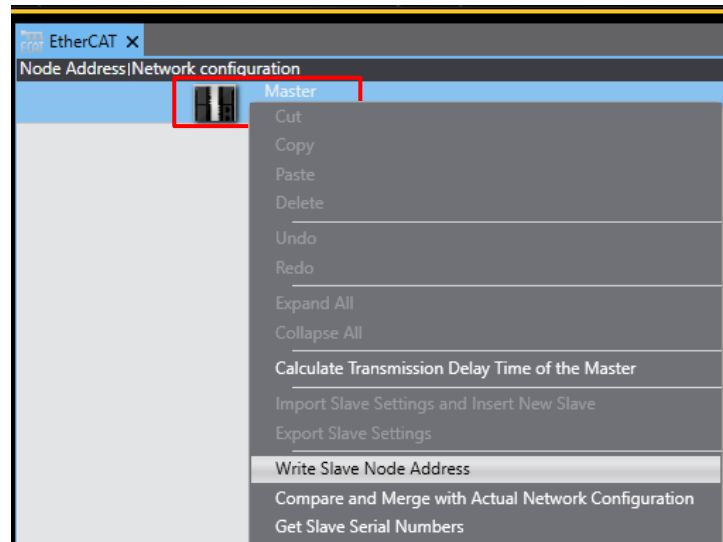 EtherCAT
Node Address|Network configuration
Master
Cut
Copy
Paste
Delete
Undo
Redo
Expand All
Collapse All
Calculate Transmission Delay Time of the Master
Import Slave Settings and Insert New Slave
Export Slave Settings
Write Slave Node Address
Compare and Merge with Actual Network Configuration
Get Slave Serial Numbers